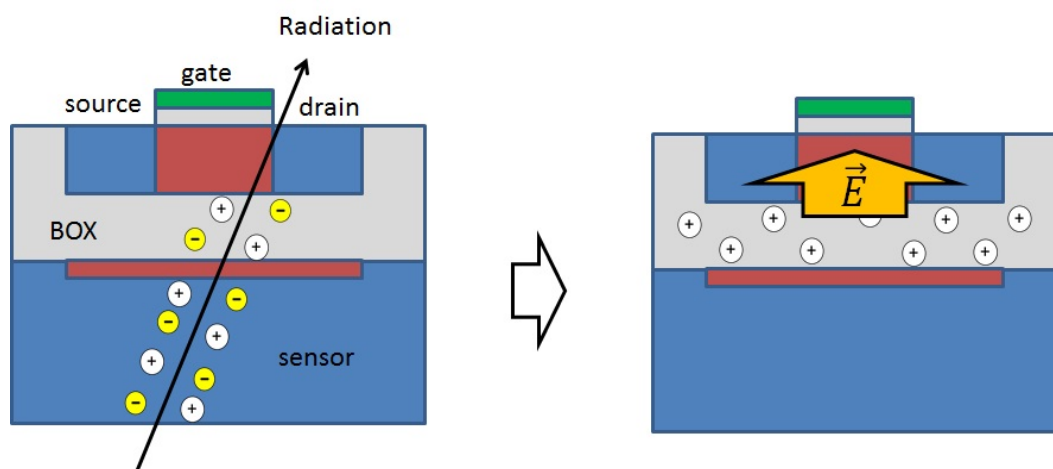 Radiation
gate
source
drain
BOX
sensor
+
−
−
+
+
−
−
+
+
−
−
+
E⃗
+
+
+
+
+
+
+
+